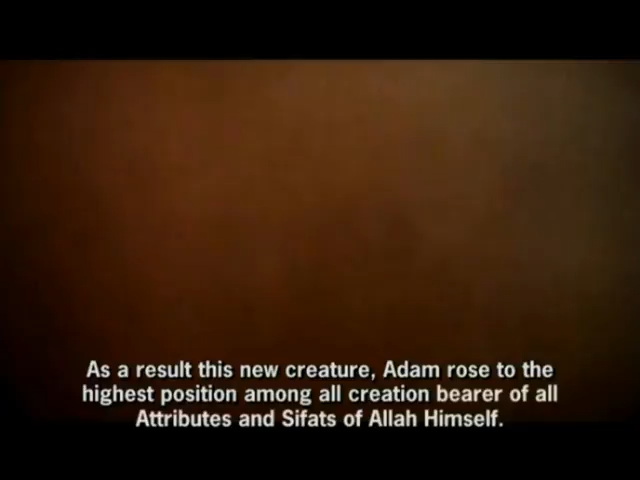 As a result this new creature, Adam rose to the
highest position among all creation bearer of all
Attributes and Sifats of Allah Himself.